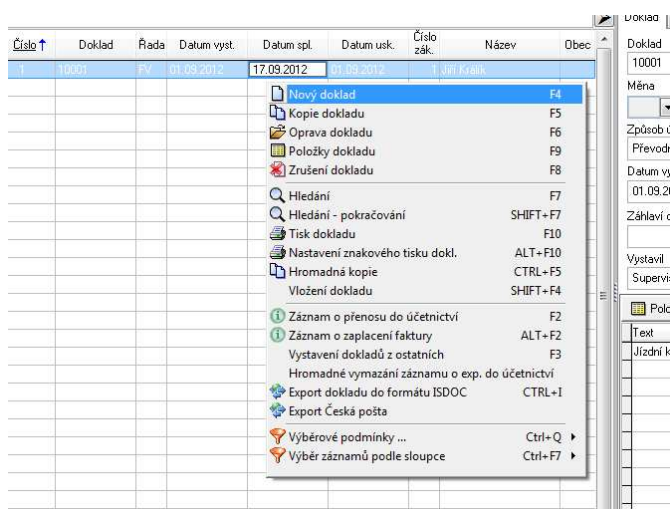 Doklad
Číslo Doklad Řada Datum vyst. Datum spl. Datum usk. Číslo zák. Název Obec
1 10001 FV 01.09.2012 17.09.2012 01.09.2012 1 Jiří Králík
Nový doklad F4
Kopie dokladu F5
Oprava dokladu F6
Položky dokladu F9
Zrušení dokladu F8
Hledání F7
Hledání - pokračování SHIFT+F7
Tisk dokladu F10
Nastavení znakového tisku dokl. ALT+F10
Hromadná kopie CTRL+F5
Vložení dokladu SHIFT+F4
Záznam o přenosu do účetnictví F2
Záznam o zaplacení faktury ALT+F2
Vystavení dokladů z ostatních F3
Hromadné vymazání záznamu o exp. do účetnictví
Export dokladu do formátu ISDOC CTRL+I
Export Česká pošta
Výběrové podmínky ... Ctrl+Q
Výběr záznamů podle sloupce Ctrl+F7
Doklad
10001
Měna
Způsob ú
Převodn
Datum vy
01.09.20
Záhlaví d
Vystavil
Supervis
Polo
Text
Jízdní k